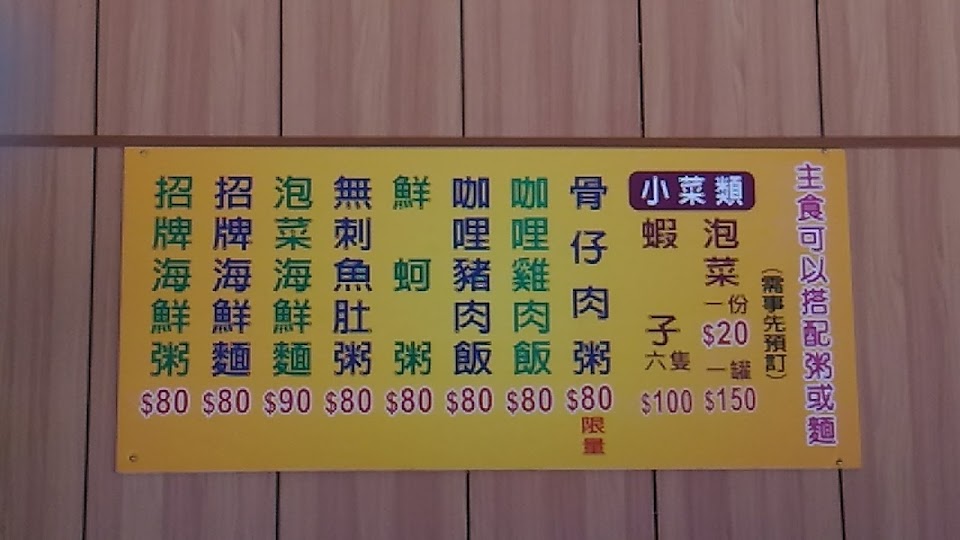 主食可以搭配粥或麵
(需事先預訂)
小菜類
泡菜
一份
$20
一罐
$150
蝦子
六隻
$100
骨仔肉粥
$80
限量
咖哩雞肉飯
$80
咖哩豬肉飯
$80
鮮蚵粥
$80
無刺魚肚粥
$80
泡菜海鮮麵
$90
招牌海鮮麵
$80
招牌海鮮粥
$80